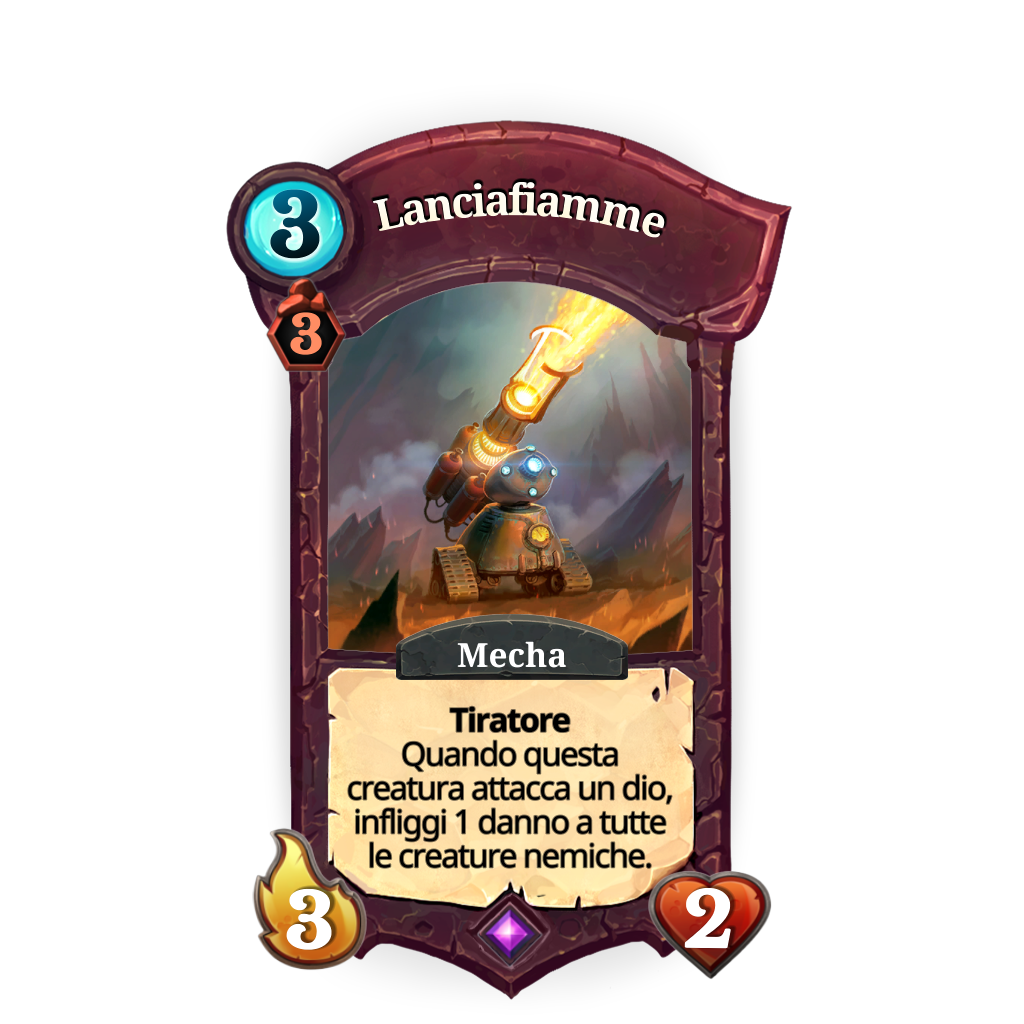 3
Lanciafiamme
3
Mecha
Tiratore
Quando questa
creatura attacca un dio,
infliggi 1 danno a tutte
le creature nemiche.
3
2